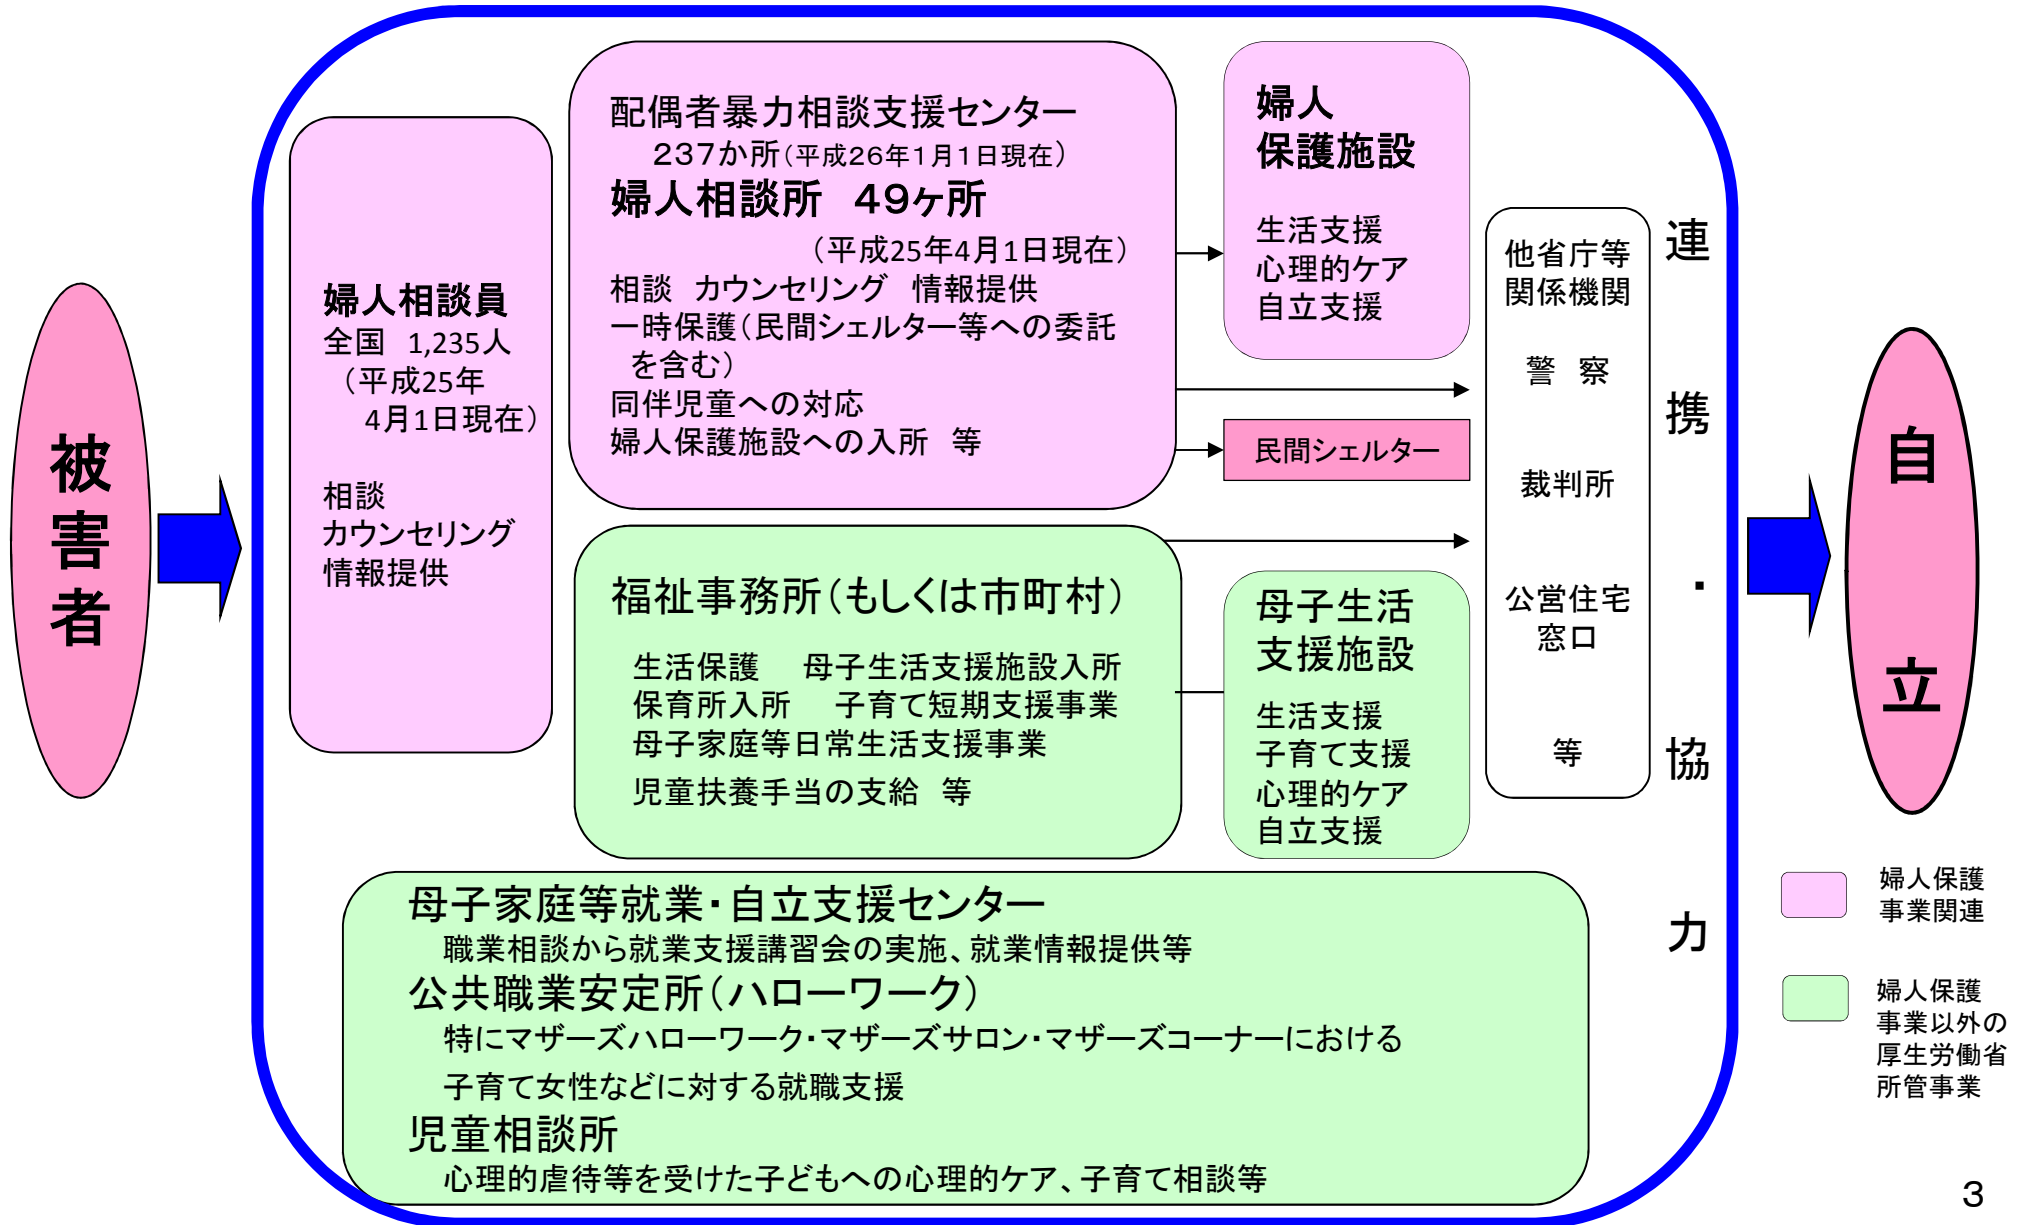 被害者
婦人相談員
全国 1,235人
（平成25年
4月1日現在）
相談
カウンセリング
情報提供
配偶者暴力相談支援センター
２３７か所（平成２６年１月１日現在）
婦人相談所 ４９ヶ所
（平成25年4月1日現在）
相談 カウンセリング 情報提供
一時保護（民間シェルター等への委託
を含む）
同伴児童への対応
婦人保護施設への入所 等
婦人
保護施設
生活支援
心理的ケア
自立支援
民間シェルター
福祉事務所（もしくは市町村）
生活保護 母子生活支援施設入所
保育所入所 子育て短期支援事業
母子家庭等日常生活支援事業
児童扶養手当の支給 等
母子生活
支援施設
生活支援
子育て支援
心理的ケア
自立支援
他省庁等
関係機関
警 察
裁判所
公営住宅
窓口
等
連携・協力
母子家庭等就業・自立支援センター
職業相談から就業支援講習会の実施、就業情報提供等
公共職業安定所（ハローワーク）
特にマザーズハローワーク・マザーズサロン・マザーズコーナーにおける
子育て女性などに対する就職支援
児童相談所
心理的虐待等を受けた子どもへの心理的ケア、子育て相談等
自立
婦人保護
事業関連
婦人保護
事業以外の
厚生労働省
所管事業
3